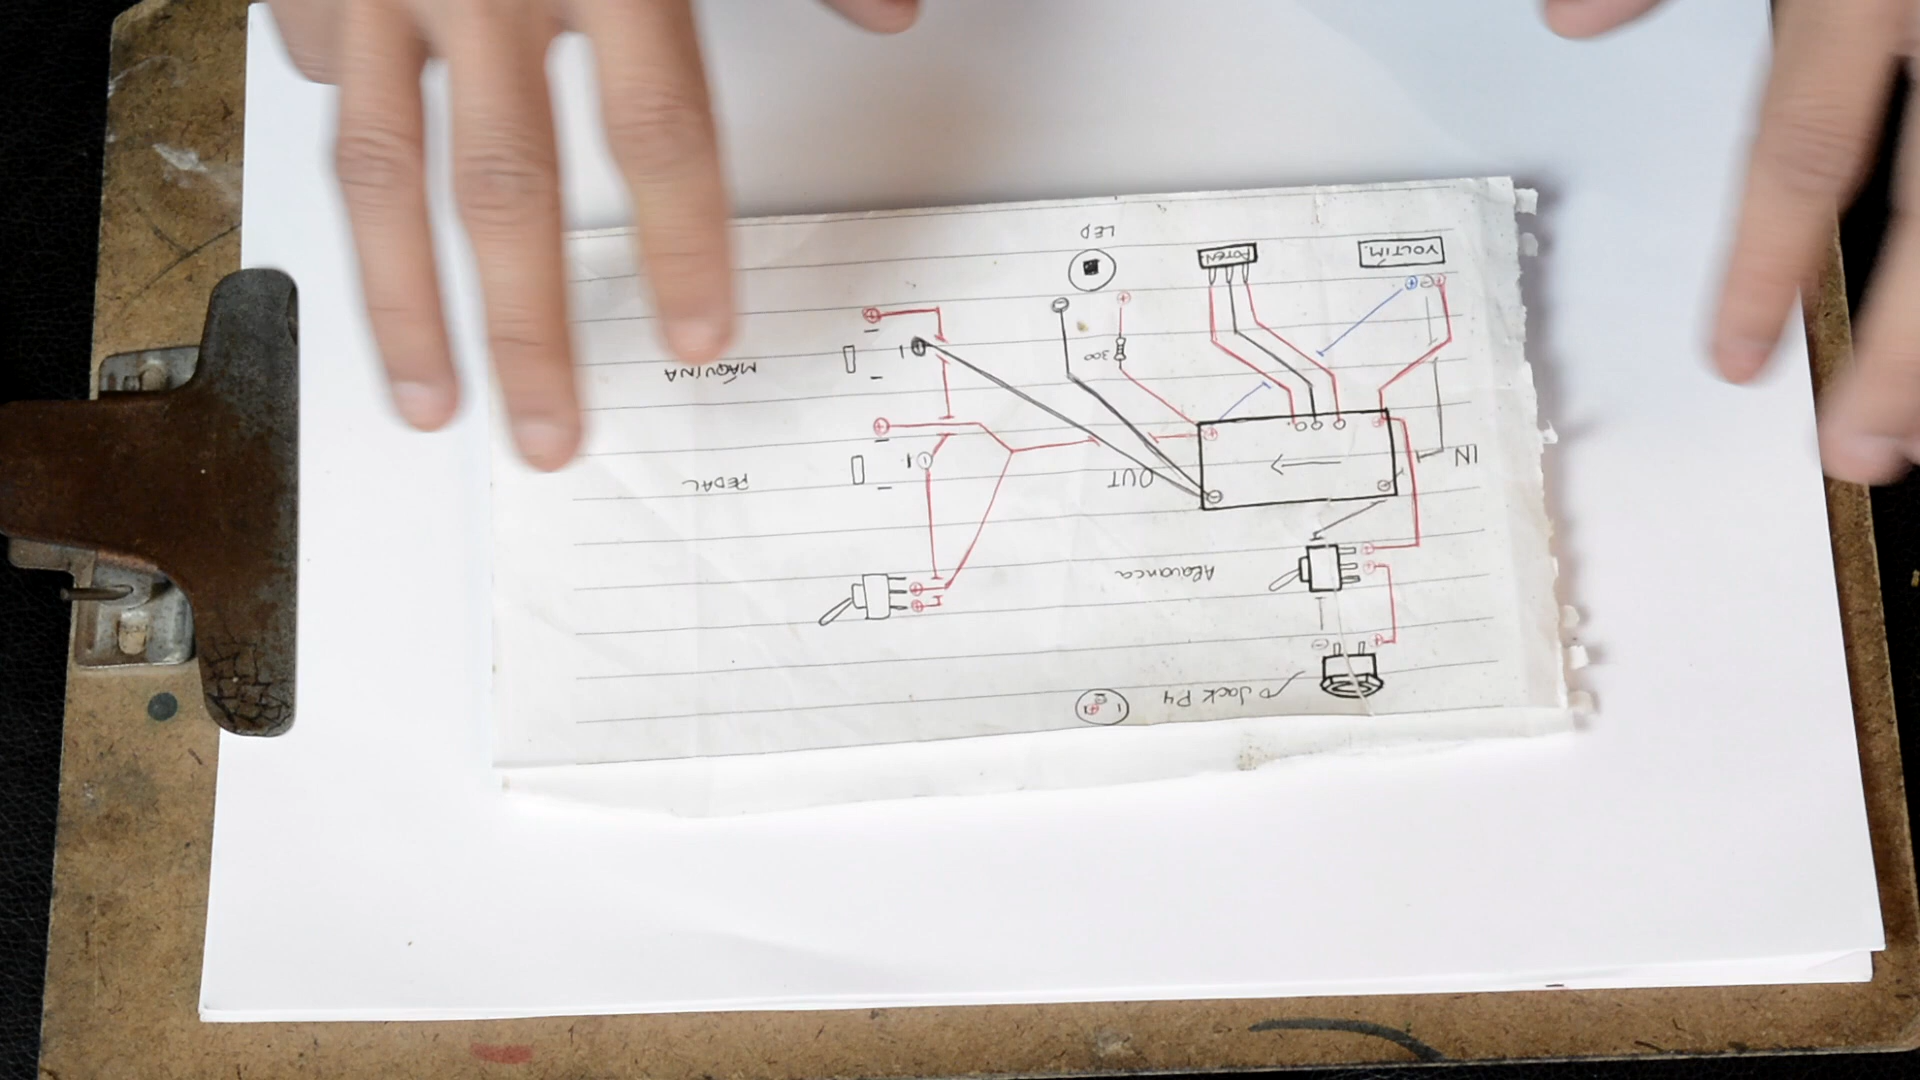 Jack P4
Alavanca
IN
OUT
PEDAL
MÁQUINA
300
VOLTIM.
POTEN.
LED